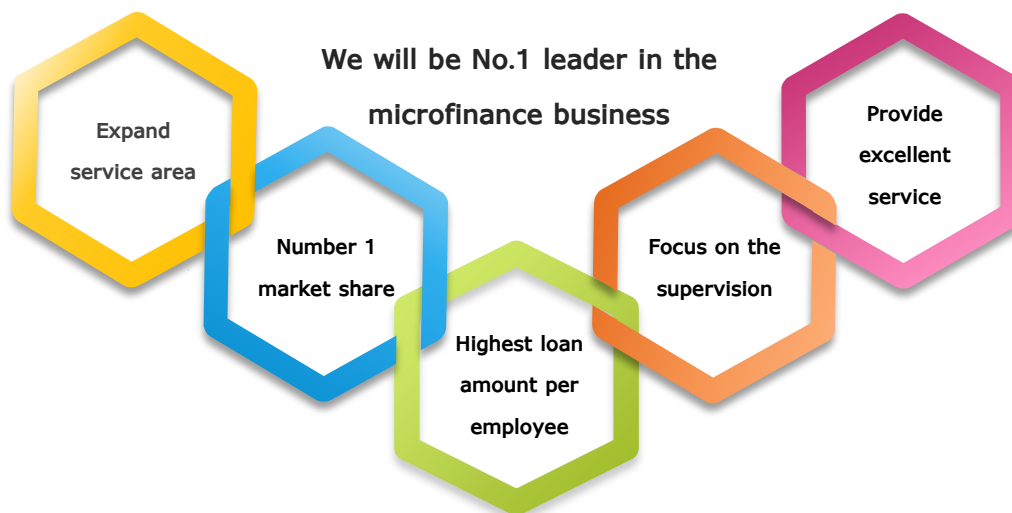 We will be No.1 leader in the
microfinance business
Expand
service area
Number 1
market share
Highest loan
amount per
employee
Focus on the
supervision
Provide
excellent
service